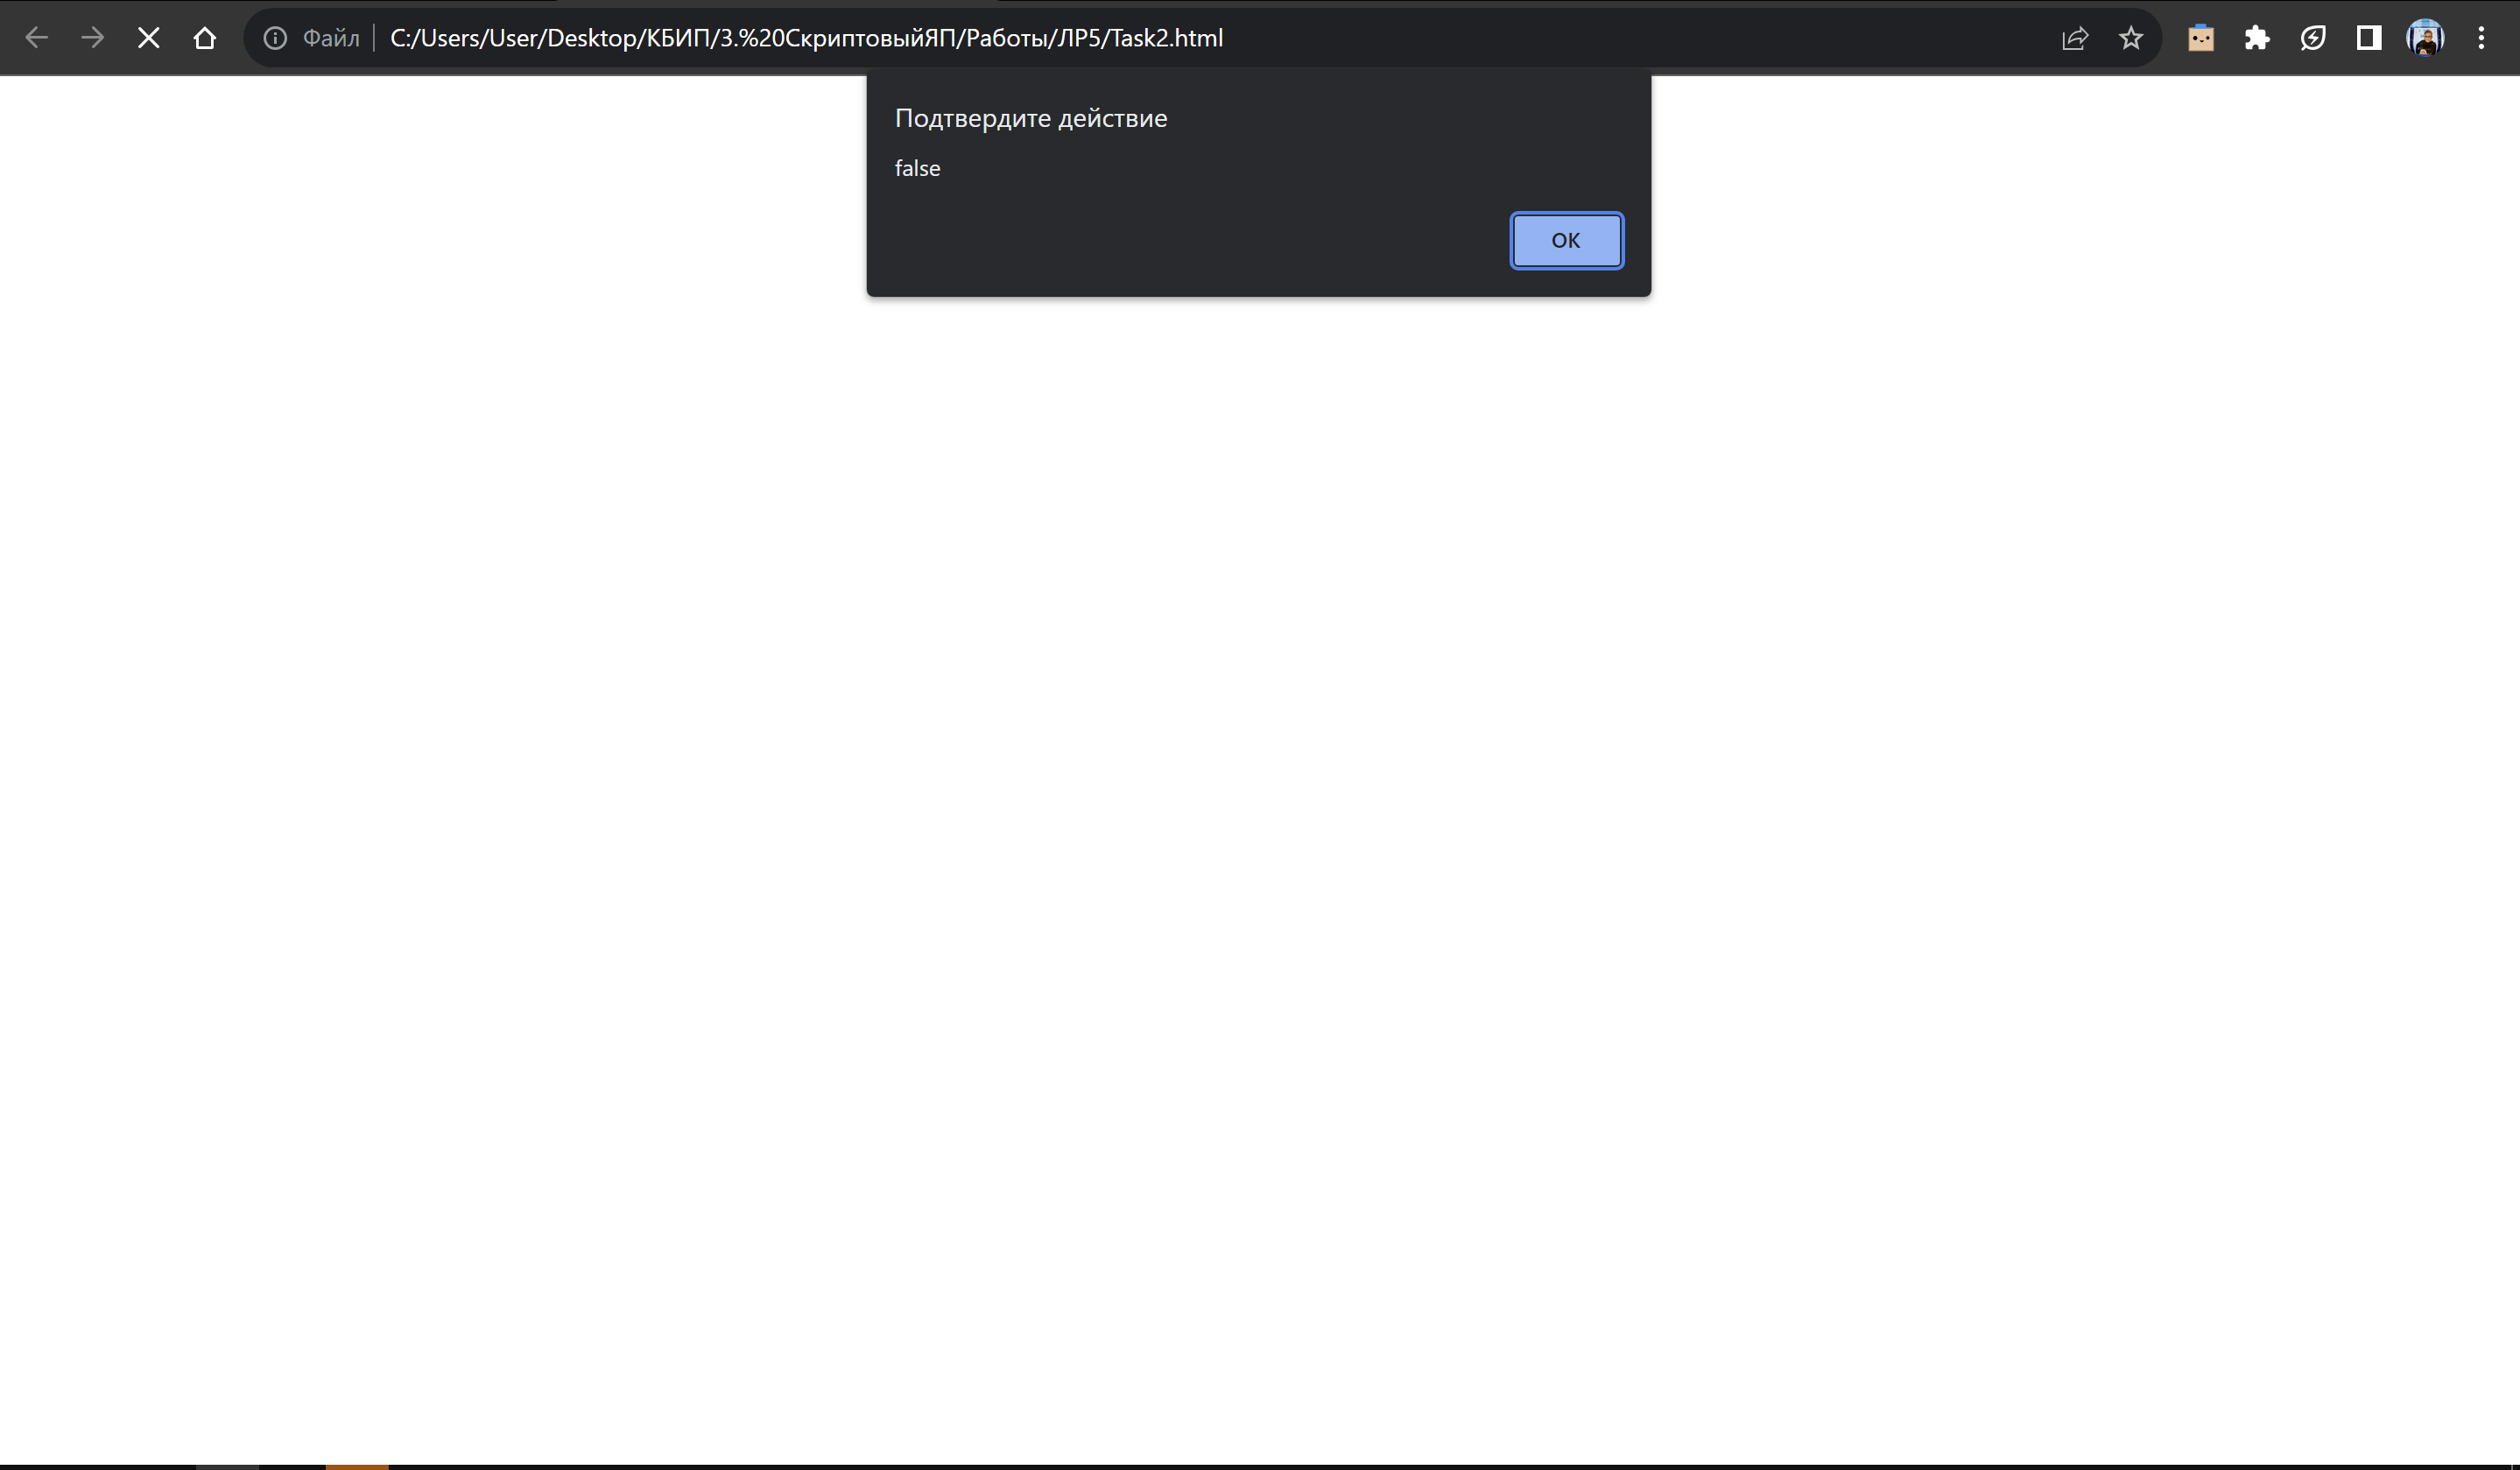 Файл C:/Users/User/Desktop/КБИП/3.%20СкриптовыйЯП/Работы/ЛР5/Task2.html
Подтвердите действие
false
OK